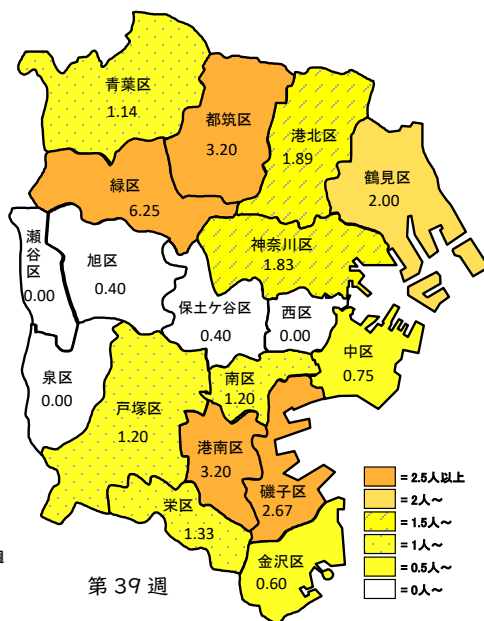 青葉区
1.14
都筑区
3.20
港北区
1.89
鶴見区
2.00
緑区
6.25
神奈川区
1.83
瀬谷区
0.00
旭区
0.40
保土ケ谷区
0.40
西区
0.00
中区
0.75
泉区
0.00
戸塚区
1.20
南区
1.20
港南区
3.20
磯子区
2.67
栄区
1.33
金沢区
0.60
= 2.5人以上
= 2人～
= 1.5人～
= 1人～
= 0.5人～
= 0人～
週
第 39 週